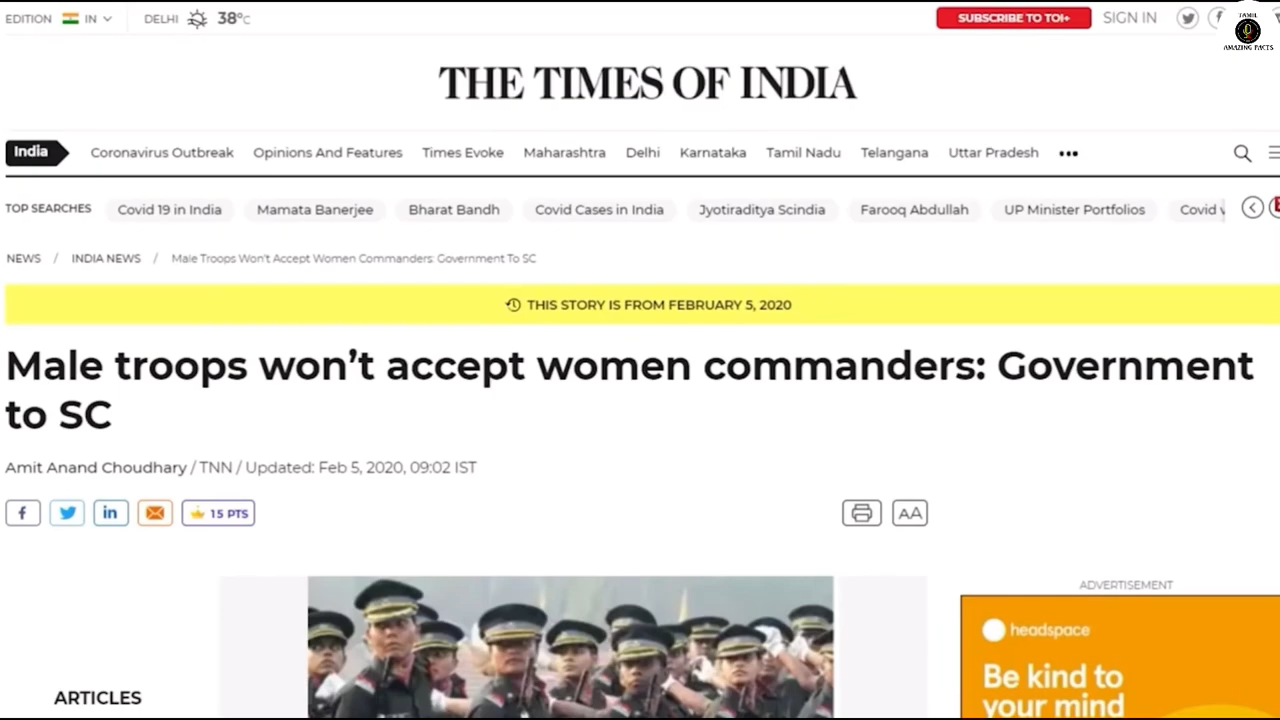 EDITION IN DELHI 38°C SUBSCRIBE TO TOI+ SIGN IN
TAMIL
AMAZING FACTS
THE TIMES OF INDIA
India Coronavirus Outbreak Opinions And Features Times Evoke Maharashtra Delhi Karnataka Tamil Nadu Telangana Uttar Pradesh •••
TOP SEARCHES Covid 19 in India Mamata Banerjee Bharat Bandh Covid Cases in India Jyotiraditya Scindia Farooq Abdullah UP Minister Portfolios Covid
NEWS / INDIA NEWS / Male Troops Won't Accept Women Commanders: Government To SC
THIS STORY IS FROM FEBRUARY 5, 2020
Male troops won't accept women commanders: Government
to SC
Amit Anand Choudhary / TNN / Updated: Feb 5, 2020, 09:02 IST
f in 15 PTS AA
ADVERTISEMENT
headspace
Be kind to
your mind
ARTICLES